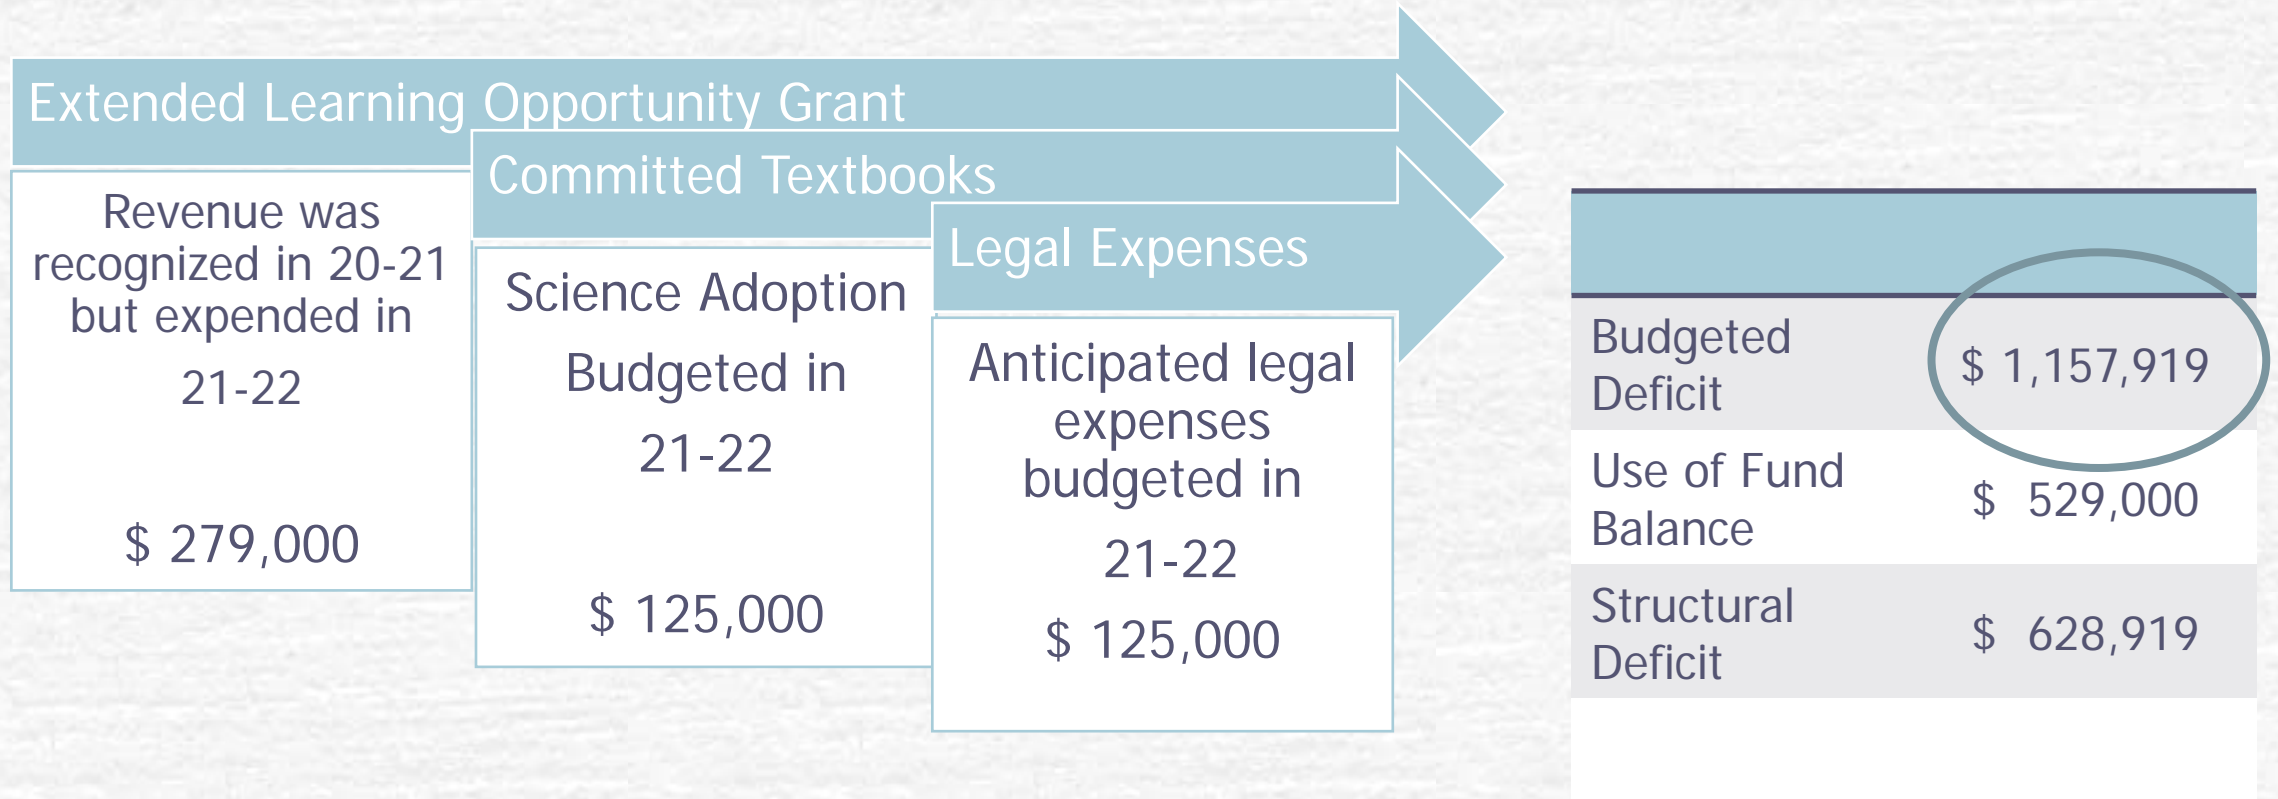 Extended Learning Opportunity Grant
Revenue was
recognized in 20-21
but expended in
21-22
$ 279,000
Committed Textbooks
Science Adoption
Budgeted in
21-22
$ 125,000
Legal Expenses
Anticipated legal
expenses
budgeted in
21-22
$ 125,000
Budgeted
Deficit
$ 1,157,919
Use of Fund
Balance
$ 529,000
Structural
Deficit
$ 628,919